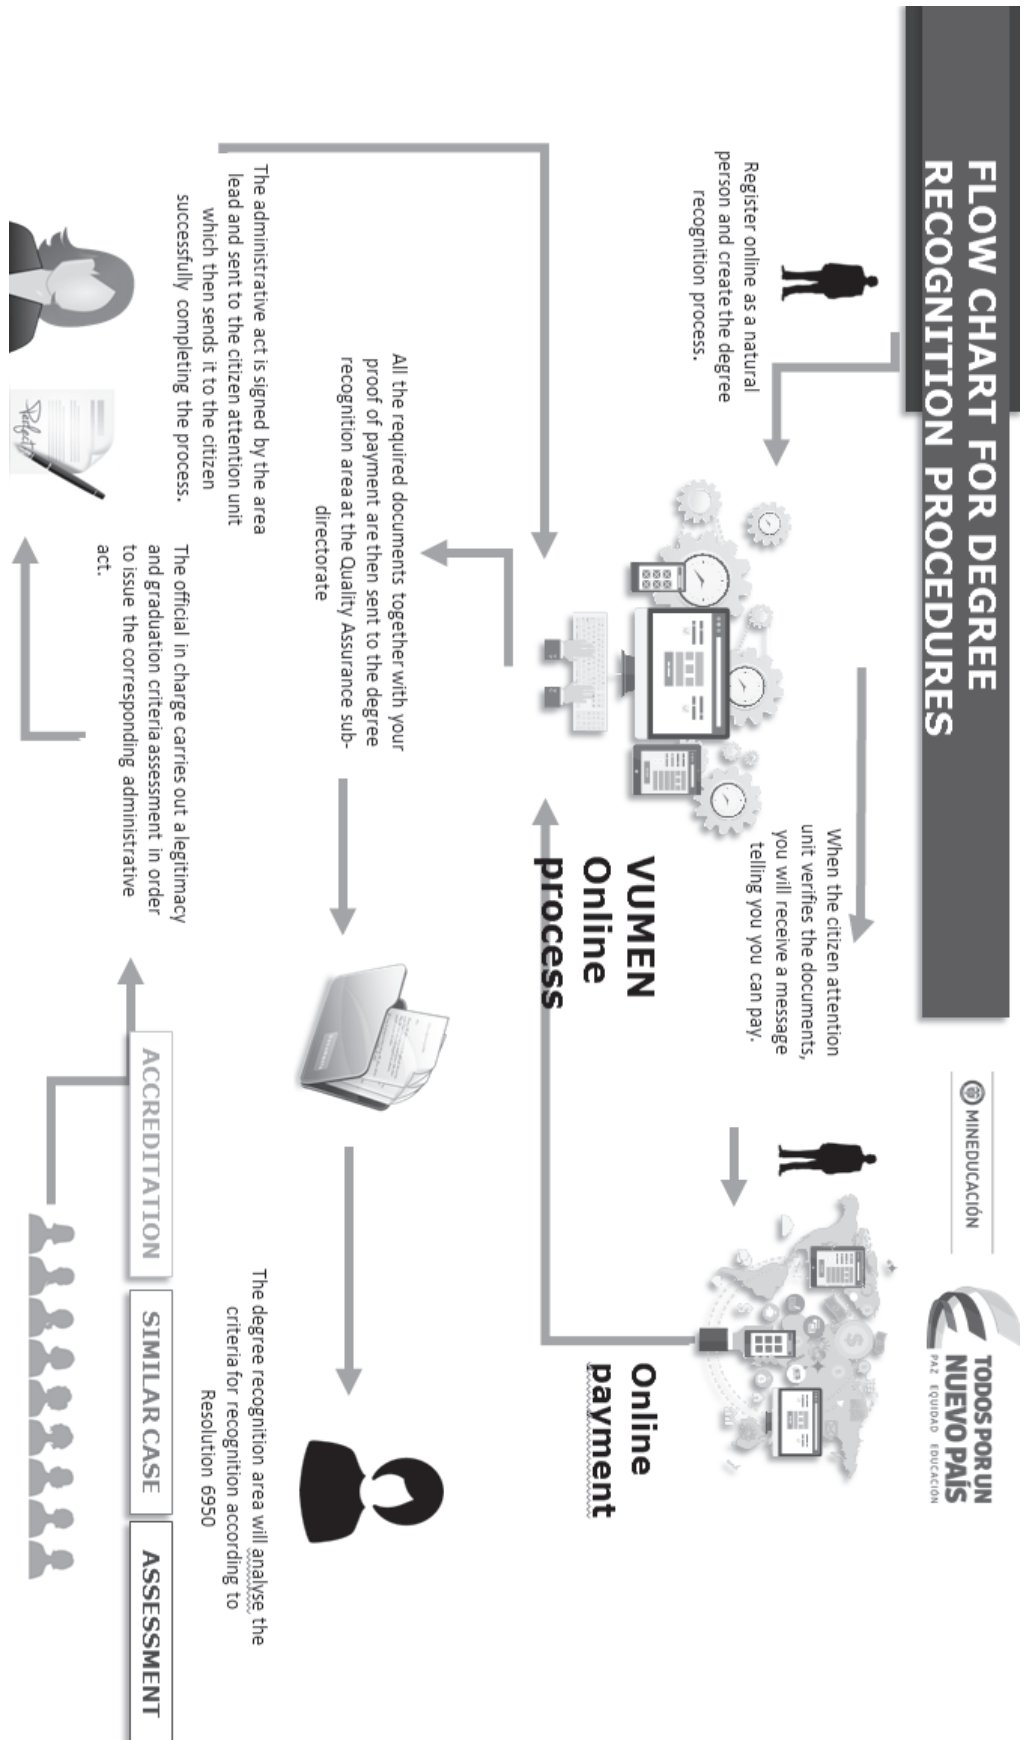 FLOW CHART FOR DEGREE
RECOGNITION PROCEDURES
MINEDUCACIÓN
TODOS POR UN
NUEVO PAÍS
PAZ EQUIDAD EDUCACIÓN
Register online as a natural
person and create the degree
recognition process.
When the citizen attention
unit verifies the documents,
you will receive a message
telling you you can pay.
VUMEN
Online
process
Online
payment
All the required documents together with your
proof of payment are then sent to the degree
recognition area at the Quality Assurance sub-
directorate
The degree recognition area will analyse the
criteria for recognition according to
Resolution 6950
ACCREDITATION
SIMILAR CASE
ASSESSMENT
The official in charge carries out a legitimacy
and graduation criteria assessment in order
to issue the corresponding administrative
act.
The administrative act is signed by the area
lead and sent to the citizen attention unit
which then sends it to the citizen
successfully completing the process.